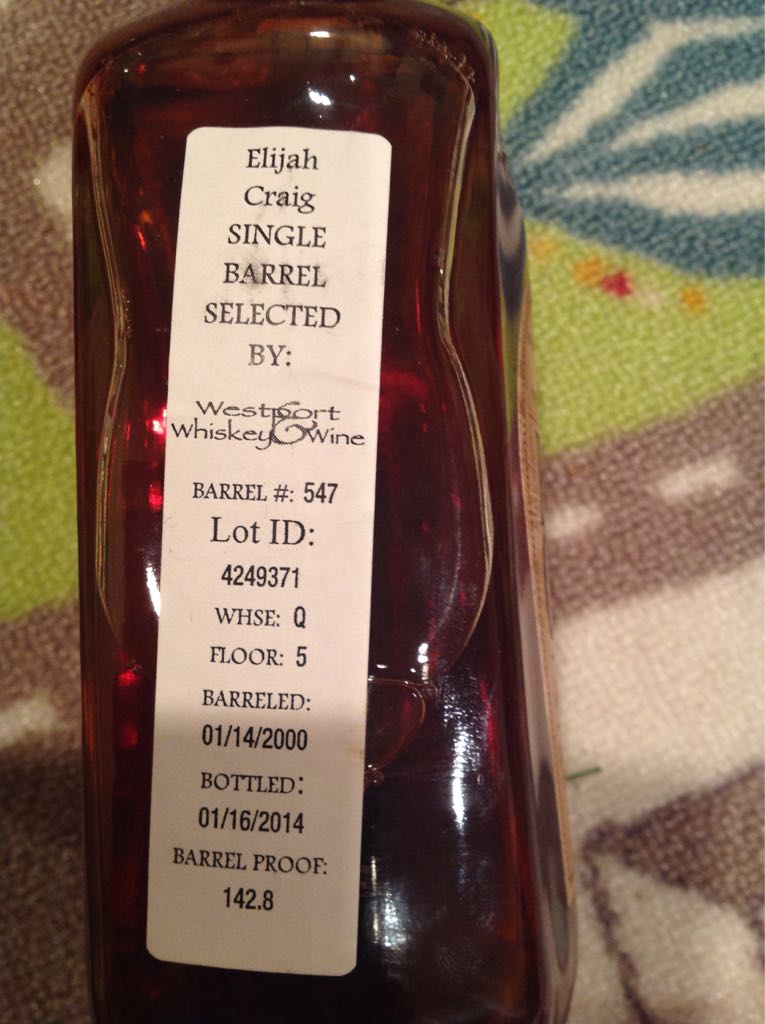 Elijah
Craig
SINGLE
BARREL
SELECTED
BY:
Westport
Whiskey & Wine
BARREL #: 547
Lot ID:
4249371
WHSE: Q
FLOOR: 5
BARRELED:
01/14/2000
BOTTLED:
01/16/2014
BARREL PROOF:
142.8